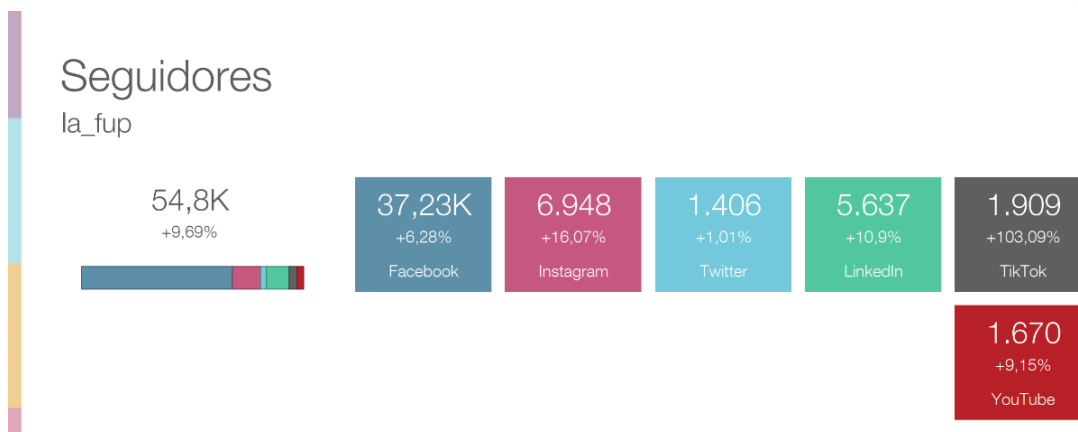 Seguidores
la_fup
54,8K
+9,69%
37,23K
+6,28%
Facebook
6.948
+16,07%
Instagram
1.406
+1,01%
Twitter
5.637
+10,9%
LinkedIn
1.909
+103,09%
TikTok
1.670
+9,15%
YouTube